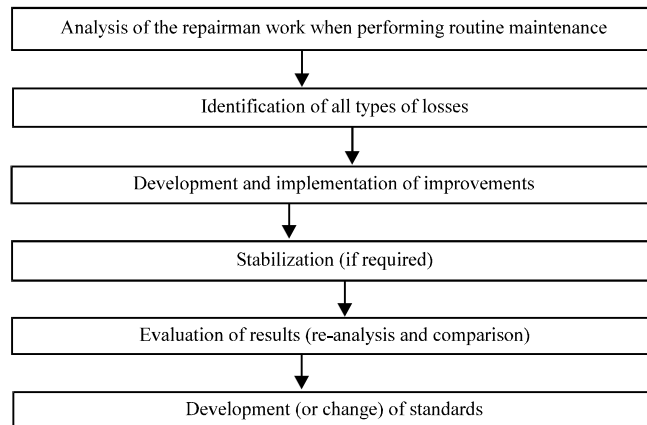 Analysis of the repairman work when performing routine maintenance
Identification of all types of losses
Development and implementation of improvements
Stabilization (if required)
Evaluation of results (re-analysis and comparison)
Development (or change) of standards